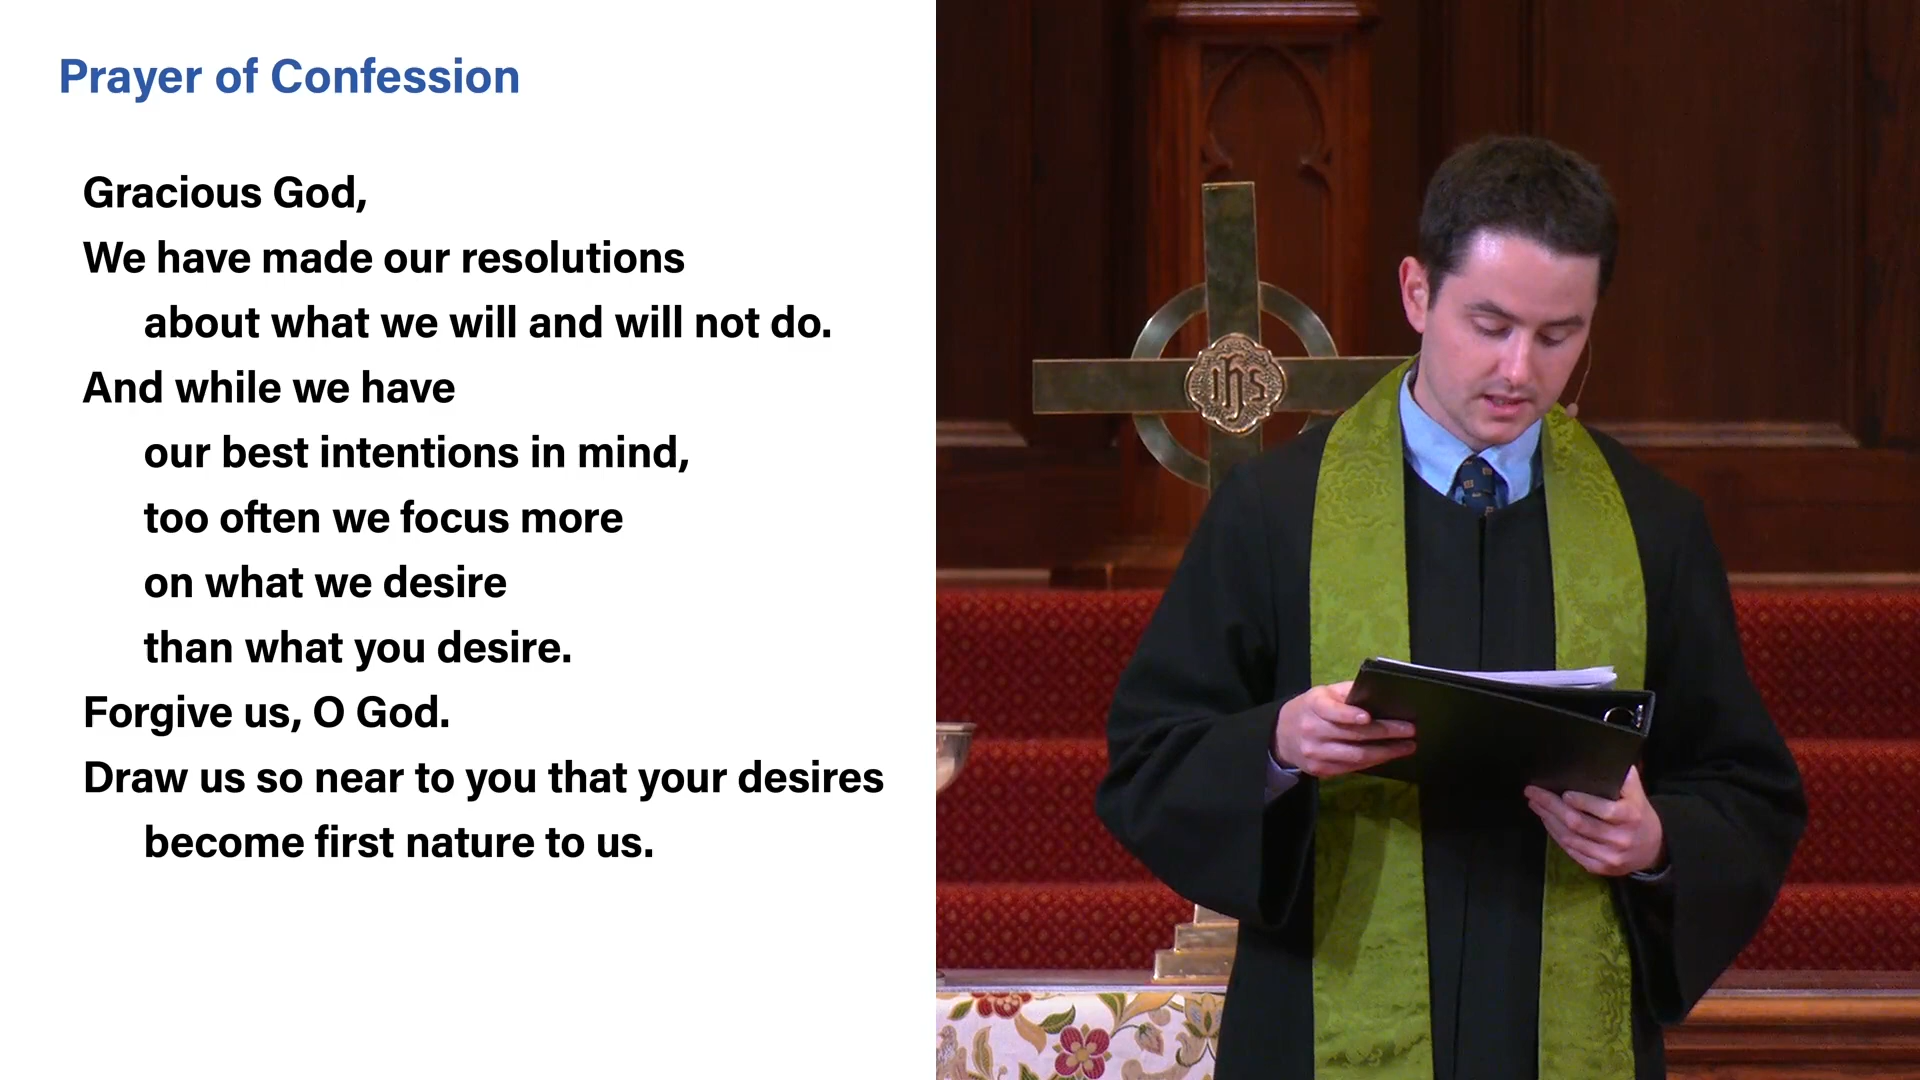 Prayer of Confession
Gracious God,
We have made our resolutions
about what we will and will not do.
And while we have
our best intentions in mind,
too often we focus more
on what we desire
than what you desire.
Forgive us, O God.
Draw us so near to you that your desires
become first nature to us.
ihs